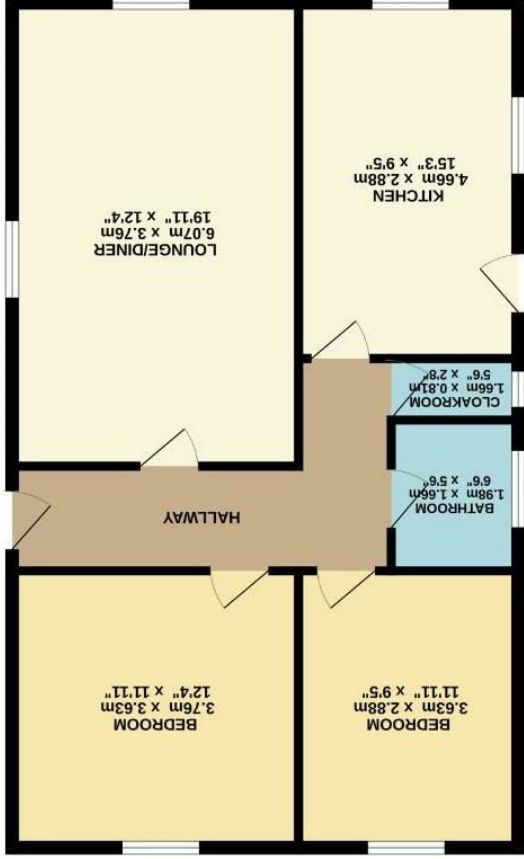 BEDROOM
3.63m x 2.88m
11'11" x 9'5"
BEDROOM
3.76m x 3.63m
12'4" x 11'11"
BATHROOM
1.98m x 1.66m
6'6" x 5'6"
HALLWAY
CLOAKROOM
1.66m x 0.81m
5'6" x 2'8"
KITCHEN
4.66m x 2.88m
15'3" x 9'5"
LOUNGE/DINER
6.07m x 3.76m
19'11" x 12'4"